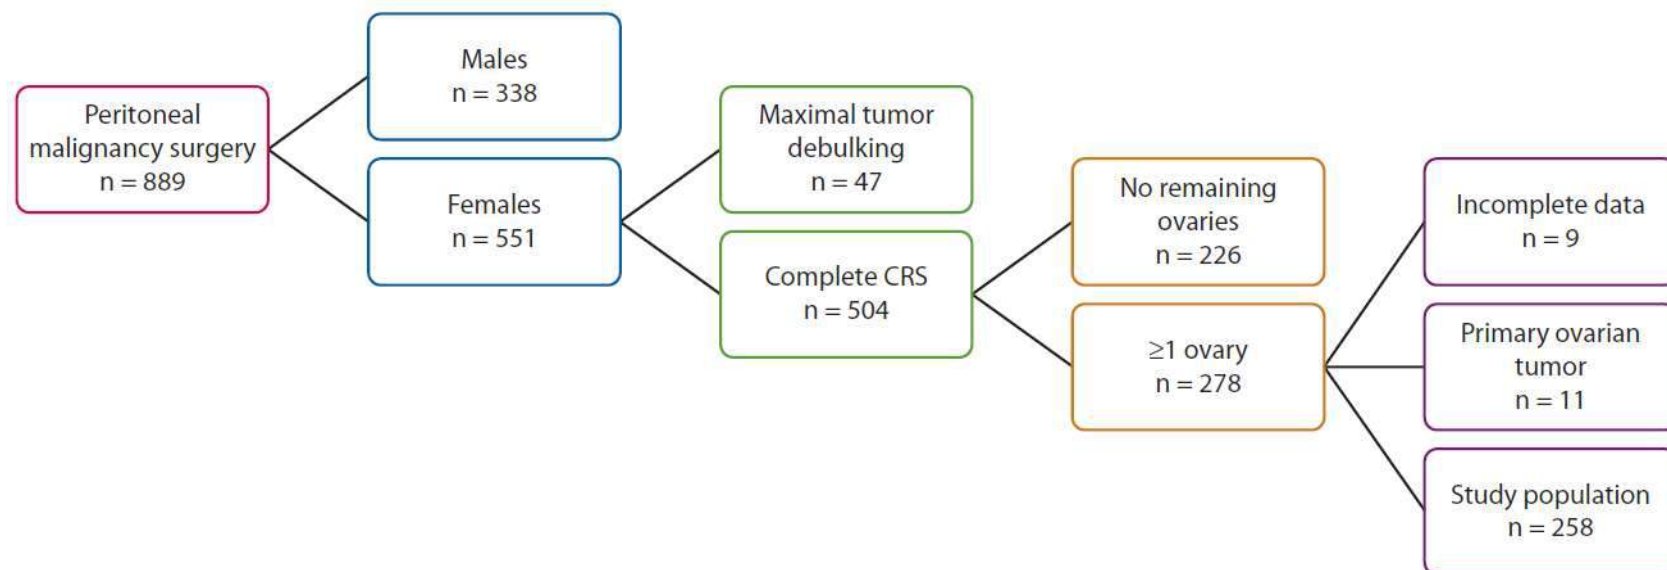 Peritoneal
malignancy surgery
n = 889
Males
n = 338
Females
n = 551
Maximal tumor
debulking
n = 47
Complete CRS
n = 504
No remaining
ovaries
n = 226
≥1 ovary
n = 278
Incomplete data
n = 9
Primary ovarian
tumor
n = 11
Study population
n = 258